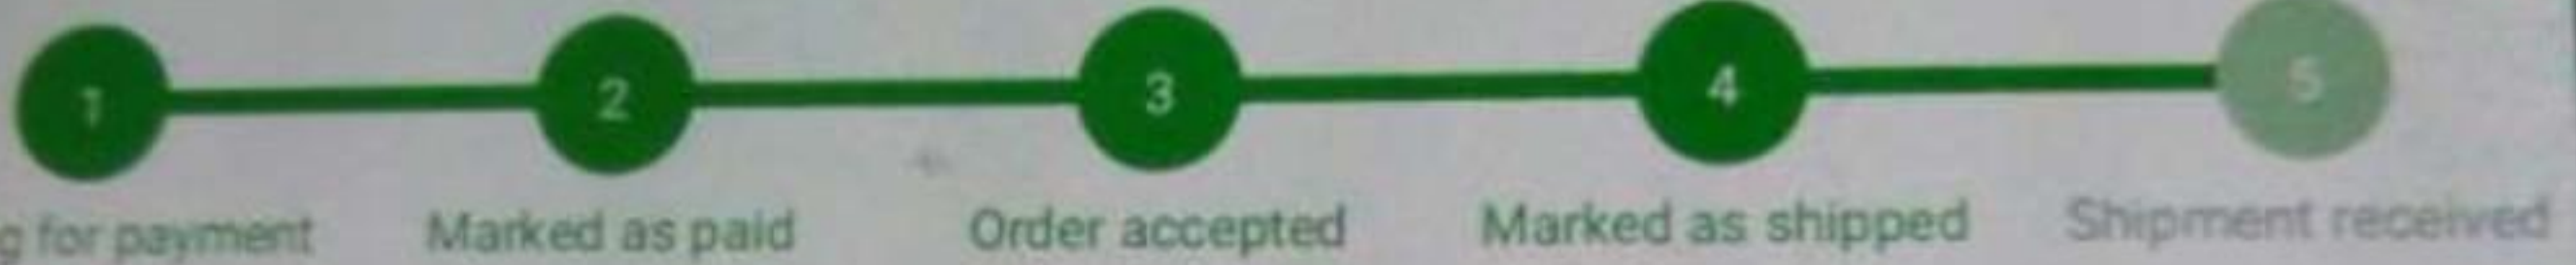 1 2 3 4 5
g for payment Marked as paid Order accepted Marked as shipped Shipment received